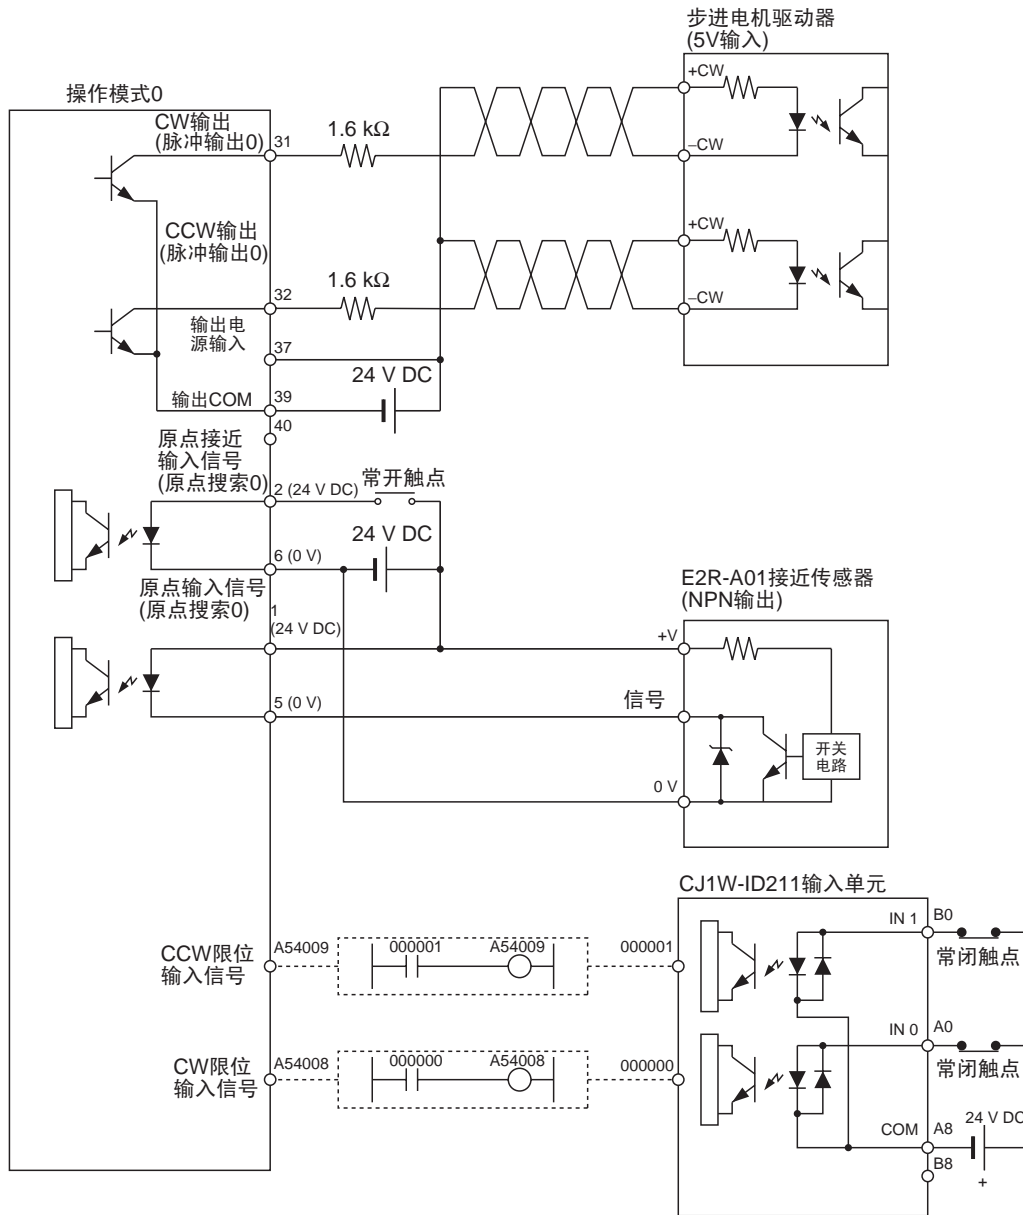 步进电机驱动器
(5V输入)
操作模式0
+CW
CW输出
(脉冲输出0)
31
1.6 kΩ
–CW
CCW输出
(脉冲输出0)
+CW
32
1.6 kΩ
–CW
输出电
源输入
37
24 V DC
输出COM
39
40
原点接近
输入信号
(原点搜索0)
2 (24 V DC)
常开触点
24 V DC
6 (0 V)
原点输入信号
(原点搜索0)
1
(24 V DC)
E2R-A01接近传感器
(NPN输出)
+V
5 (0 V)
信号
开关
电路
0 V
CJ1W-ID211输入单元
IN 1
B0
常闭触点
CCW限位
输入信号
A54009
000001
A54009
000001
IN 0
A0
常闭触点
CW限位
输入信号
A54008
000000
A54008
000000
COM
A8
24 V DC
B8
+